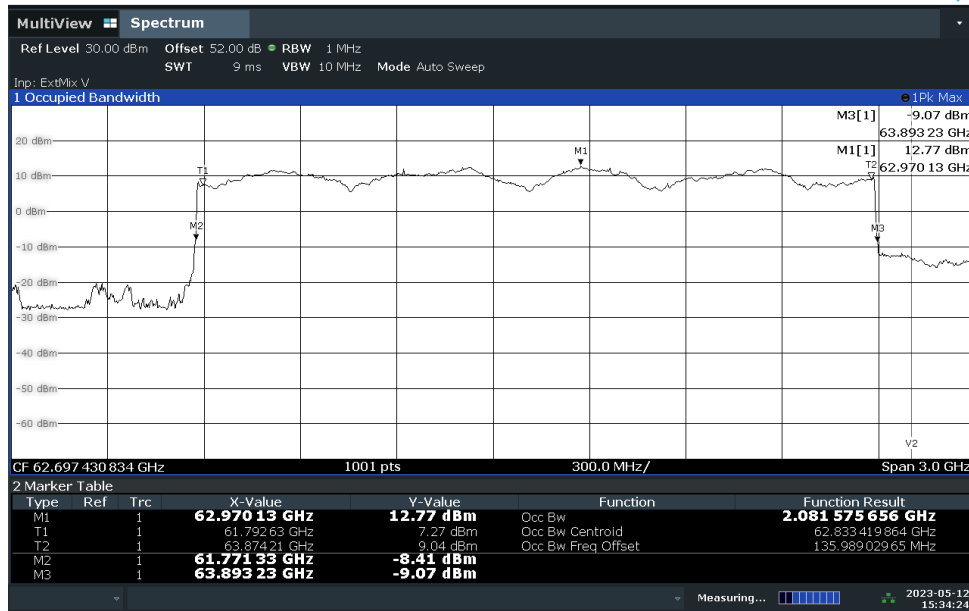 MultiView Spectrum
Ref Level 30.00 dBm Offset 52.00 dB RBW 1 MHz
SWT 9 ms VBW 10 MHz Mode Auto Sweep
Inp: ExtMix V
1 Occupied Bandwidth 1Pk Max
M3[1] -9.07 dBm
63.893 23 GHz
M1[1] 12.77 dBm
62.970 13 GHz
20 dBm
M1
T1
T2
10 dBm
0 dBm
M2
M3
-10 dBm
-20 dBm
-30 dBm
-40 dBm
-50 dBm
-60 dBm
V2
CF 62.697 430 834 GHz 1001 pts 300.0 MHz/ Span 3.0 GHz
2 Marker Table
Type Ref Trc X-Value Y-Value Function Function Result
M1 1 62.970 13 GHz 12.77 dBm Occ Bw 2.081 575 656 GHz
T1 1 61.792 63 GHz 7.27 dBm Occ Bw Centroid 62.833 419 864 GHz
T2 1 63.874 21 GHz 9.04 dBm Occ Bw Freq Offset 135.989 029 65 MHz
M2 1 61.771 33 GHz -8.41 dBm
M3 1 63.893 23 GHz -9.07 dBm
Measuring... 2023-05-12
15:34:24